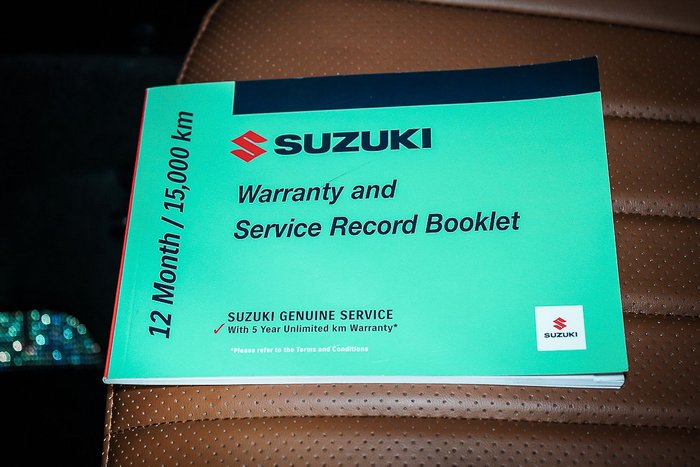 12 Month / 15,000 km
SUZUKI
Warranty and
Service Record Booklet
SUZUKI GENUINE SERVICE
With 5 Year Unlimited km Warranty*
*Please refer to the Terms and Conditions
SUZUKI